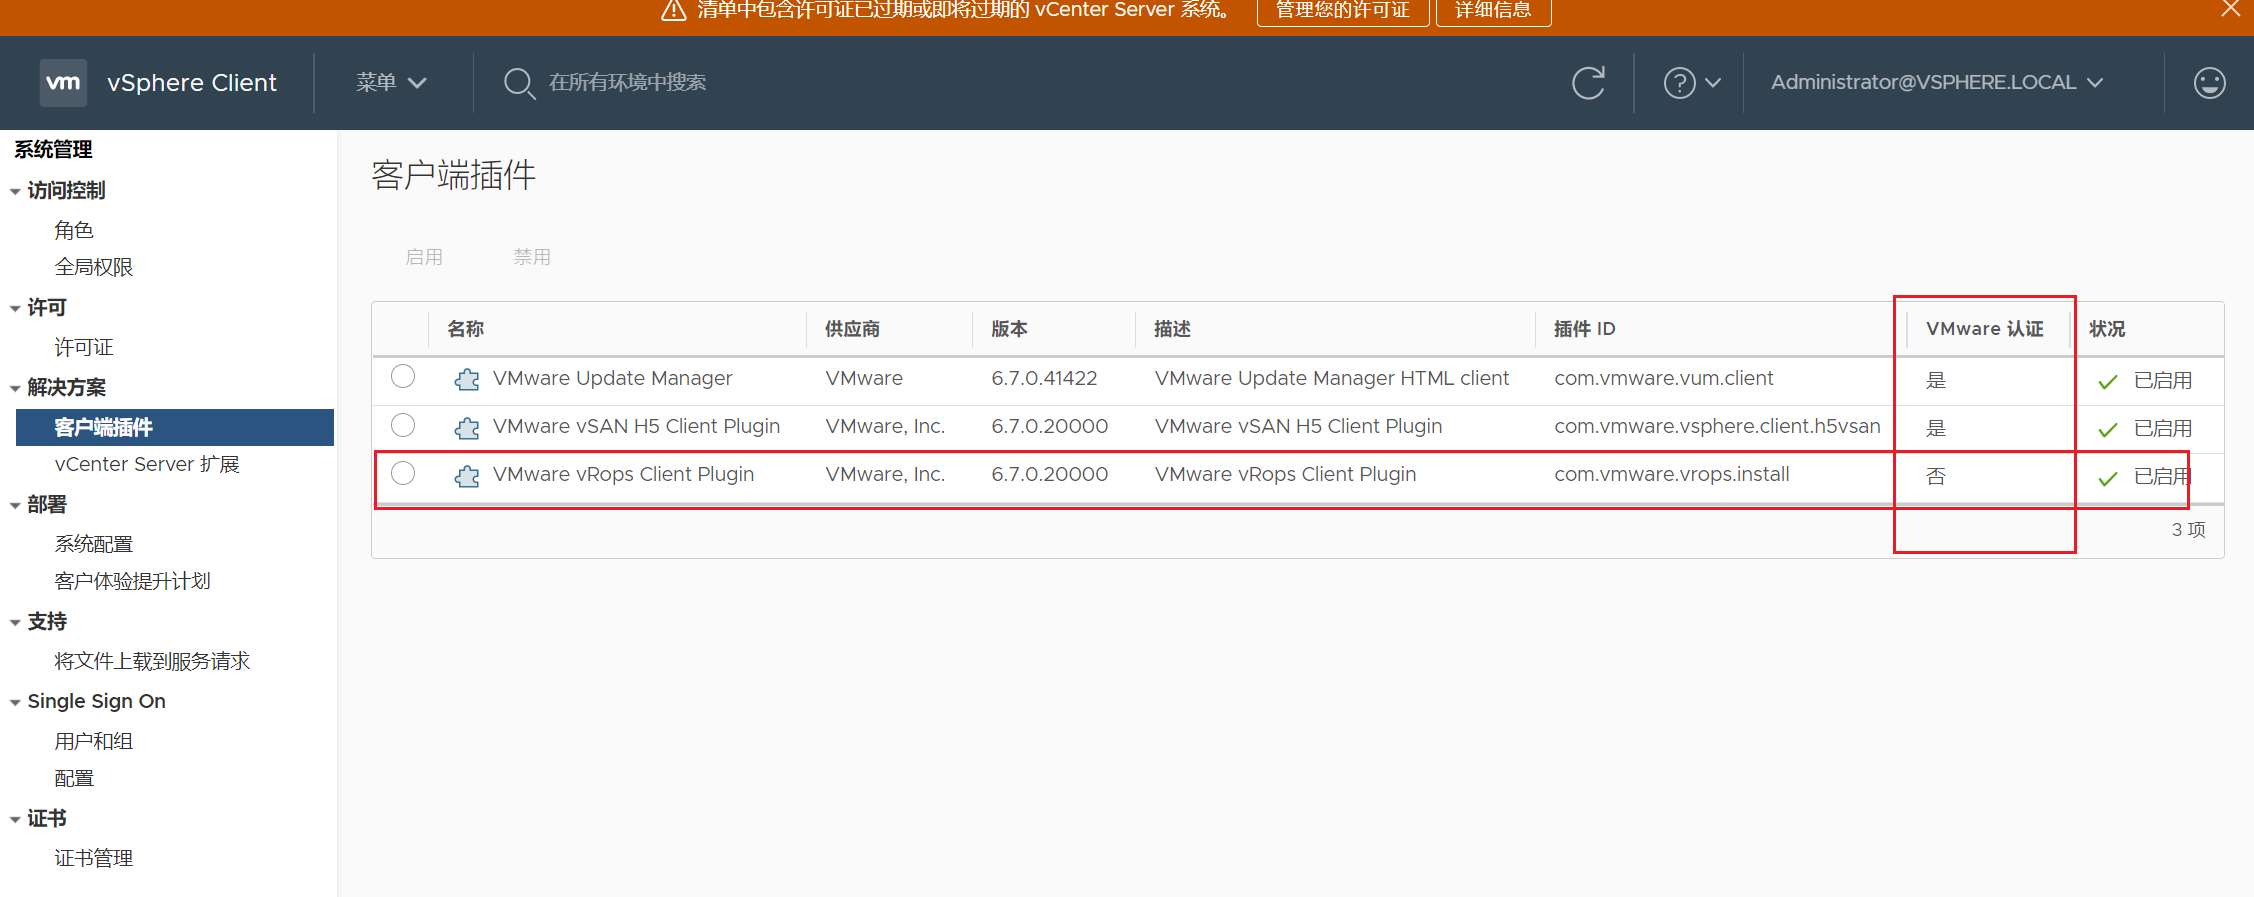 清单中包含许可证已过期或即将过期的 vCenter Server 系统。 管理您的许可证 详细信息
vm vSphere Client 菜单 在所有环境中搜索 Administrator@VSPHERE.LOCAL
系统管理
访问控制
角色
全局权限
许可
许可证
解决方案
客户端插件
vCenter Server 扩展
部署
系统配置
客户体验提升计划
支持
将文件上载到服务请求
Single Sign On
用户和组
配置
证书
证书管理
客户端插件
启用 禁用
名称 供应商 版本 描述 插件 ID VMware 认证 状况
VMware Update Manager VMware 6.7.0.41422 VMware Update Manager HTML client com.vmware.vum.client 是 已启用
VMware vSAN H5 Client Plugin VMware, Inc. 6.7.0.20000 VMware vSAN H5 Client Plugin com.vmware.vsphere.client.h5vsan 是 已启用
VMware vRops Client Plugin VMware, Inc. 6.7.0.20000 VMware vRops Client Plugin com.vmware.vrops.install 否 已启用
3 项